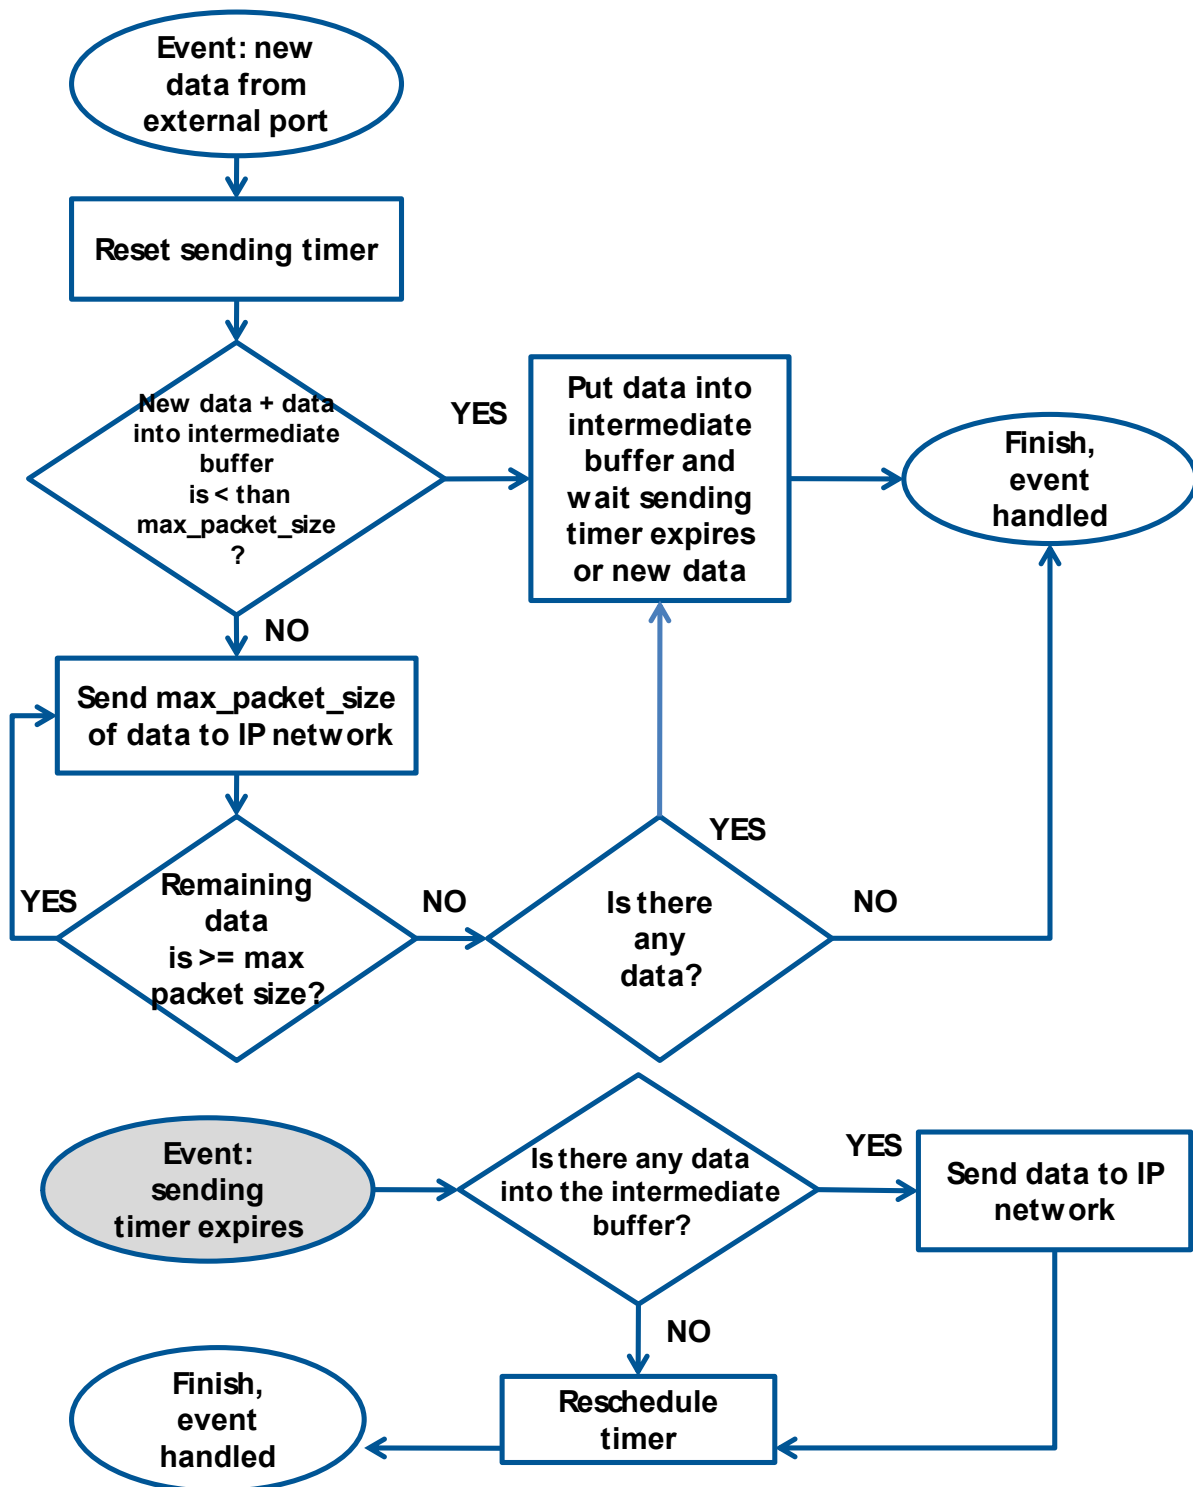 Event: new
data from
external port
Reset sending timer
New data + data
into intermediate
buffer
is < than
max_packet_size
?
YES
Put data into
intermediate
buffer and
wait sending
timer expires
or new data
Finish,
event
handled
NO
Send max_packet_size
of data to IP network
YES
Remaining
data
is >= max
packet size?
NO
YES
Is there
any
data?
NO
Event:
sending
timer expires
Is there any data
into the intermediate
buffer?
YES
Send data to IP
network
NO
Reschedule
timer
Finish,
event
handled